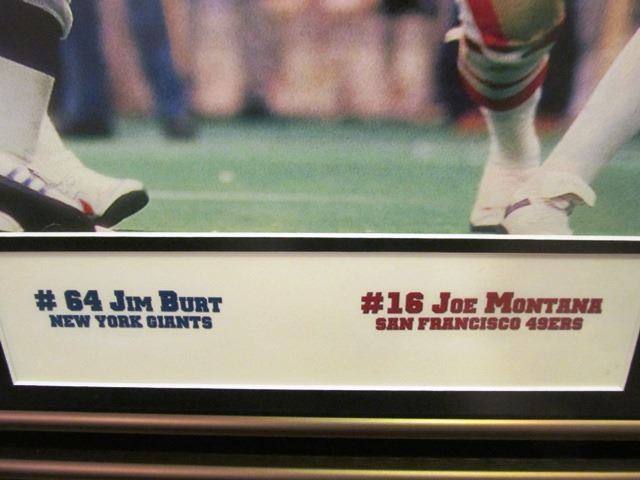 # 64 JIM BURT
NEW YORK GIANTS
#16 JOE MONTANA
SAN FRANCISCO 49ERS